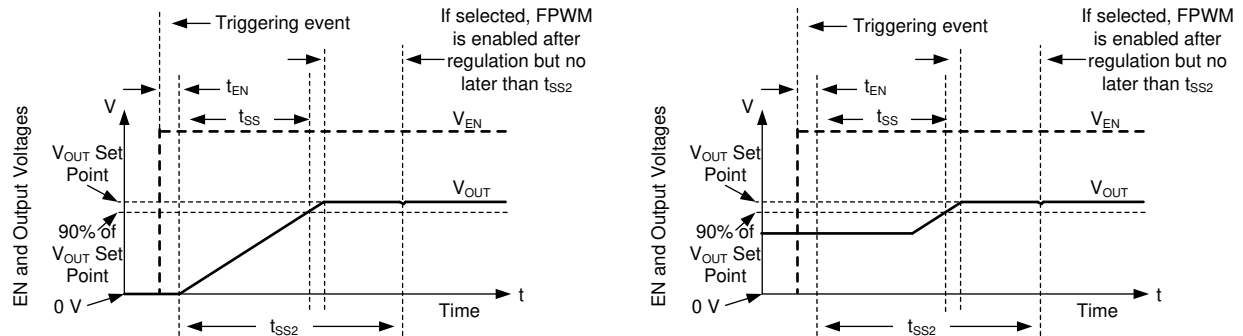 Triggering event
If selected, FPWM
is enabled after
regulation but no
later than tSS2
tEN
V
tSS
VEN
VOUT Set
Point
VOUT
90% of
VOUT Set
Point
0 V
t
Time
tSS2
EN and Output Voltages
Triggering event
If selected, FPWM
is enabled after
regulation but no
later than tSS2
tEN
V
tSS
VEN
VOUT Set
Point
VOUT
90% of
VOUT Set
Point
0 V
t
Time
tSS2
EN and Output Voltages